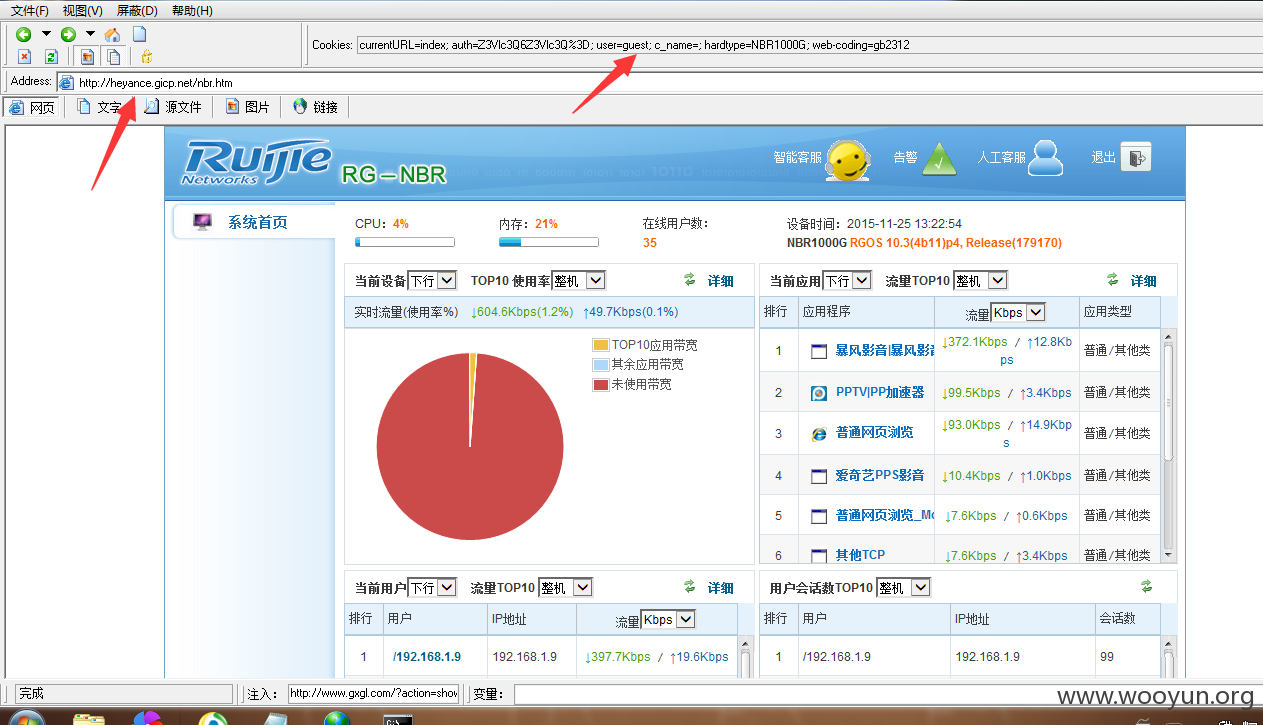 文件(F) 视图(V) 屏蔽(D) 帮助(H)
Cookies: currentURL=index; auth=Z3Vlc3Q6Z3Vlc3Q%3D; user=guest; c_name=; hardtype=NBR1000G; web-coding=gb2312
Address: http://heyance.gicp.net/nbr.htm
网页 文字 源文件 图片 链接
Ruijie Networks RG-NBR
智能客服 告警 人工客服 退出
系统首页
CPU: 4% 内存: 21% 在线用户数: 35
设备时间: 2015-11-25 13:22:54
NBR1000G RGOS 10.3(4b11)p4, Release(179170)
当前设备 下行 TOP10 使用率 整机 详细
实时流量(使用率%) ↓604.6Kbps(1.2%) ↑49.7Kbps(0.1%)
TOP10应用带宽
其余应用带宽
未使用带宽
当前应用 下行 流量TOP10 整机 详细
排行 应用程序 流量 Kbps 应用类型
1 暴风影音|暴风影音 ↓372.1Kbps / ↑12.8Kbps 普通/其他类
2 PPTV|PP加速器 ↓99.5Kbps / ↑3.4Kbps 普通/其他类
3 普通网页浏览 ↓93.0Kbps / ↑14.9Kbps 普通/其他类
4 爱奇艺PPS影音 ↓10.4Kbps / ↑1.0Kbps 普通/其他类
5 普通网页浏览_Mo ↓7.6Kbps / ↑0.6Kbps 普通/其他类
6 其他TCP ↓7.6Kbps / ↑3.4Kbps 普通/其他类
当前用户 下行 流量TOP10 整机 详细
排行 用户 IP地址 流量 Kbps
1 /192.168.1.9 192.168.1.9 ↓397.7Kbps / ↑19.6Kbps
用户会话数TOP10 整机
排行 用户 IP地址 会话数
1 /192.168.1.9 192.168.1.9 99
完成 注入: http://www.gxgl.com/?action=show 变量:
www.wooyun.org